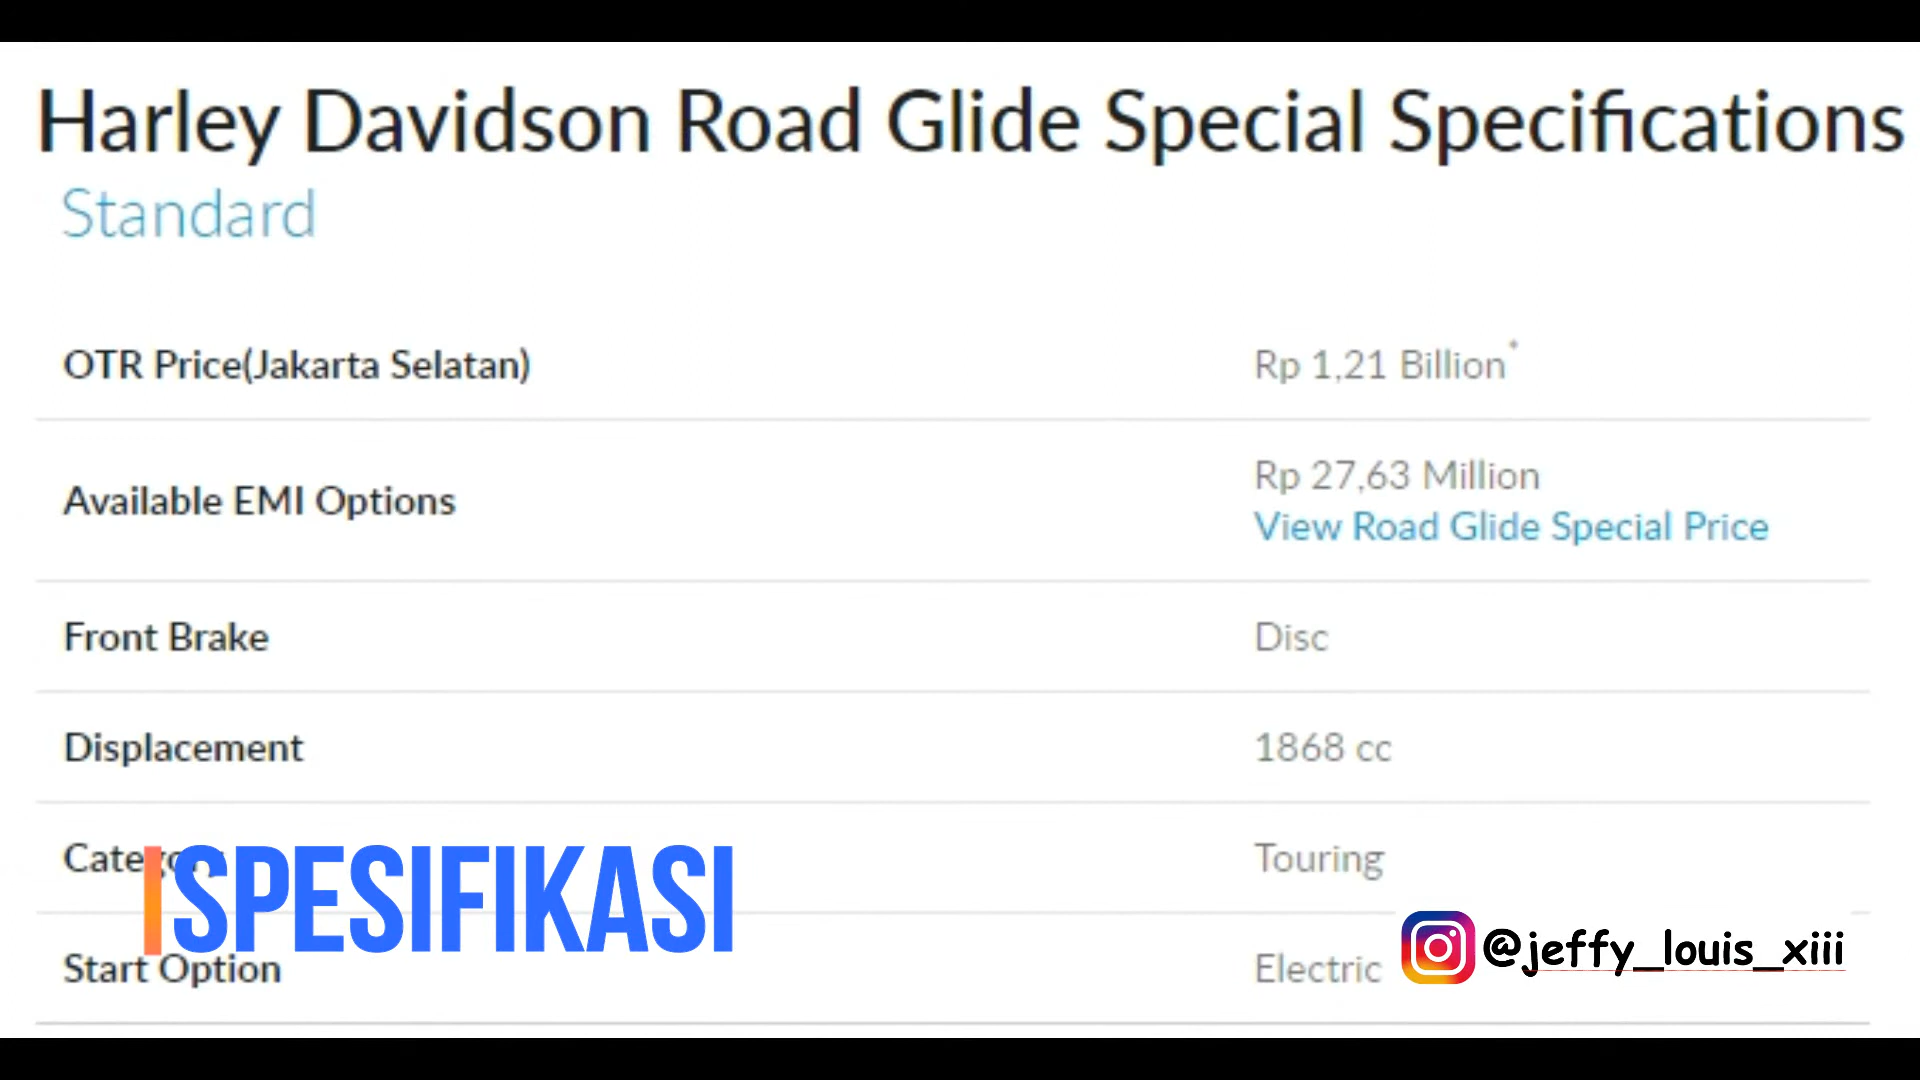 Harley Davidson Road Glide Special Specifications
Standard
OTR Price(Jakarta Selatan) Rp 1,21 Billion*
Available EMI Options Rp 27,63 Million
View Road Glide Special Price
Front Brake Disc
Displacement 1868 cc
Category Touring
SPESIFIKASI
Start Option Electric
@jeffy_louis_xiii